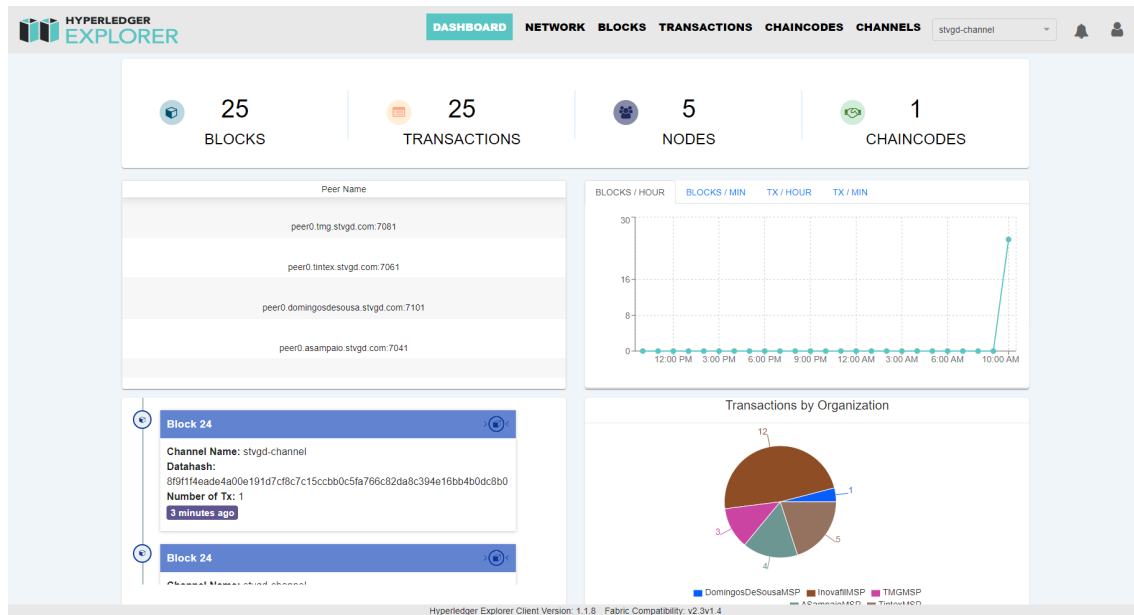 HYPERLEDGER
EXPLORER
DASHBOARD NETWORK BLOCKS TRANSACTIONS CHAINCODES CHANNELS stvgd-channel
25 BLOCKS
25 TRANSACTIONS
5 NODES
1 CHAINCODES
Peer Name
peer0.tmg.stvgd.com:7081
peer0.tintex.stvgd.com:7061
peer0.domingosdesousa.stvgd.com:7101
peer0.asampaio.stvgd.com:7041
BLOCKS / HOUR BLOCKS / MIN TX / HOUR TX / MIN
30
16
8
0
12:00 PM 3:00 PM 6:00 PM 9:00 PM 12:00 AM 3:00 AM 6:00 AM 10:00 AM
Block 24
Channel Name: stvgd-channel
Datahash:
8f9f1f4eade4a00e191d7cf8c7c15ccbb0c5fa766c82da8c394e16bb4b0dc8b0
Number of Tx: 1
3 minutes ago
Block 24
Channel Name: stvgd-channel
Transactions by Organization
12
1
3
5
4
DomingosDeSousaMSP InovafilMSP TMGMSP
ASampaioMSP TintexMSP
Hyperledger Explorer Client Version: 1.1.8 Fabric Compatibility: v2.3v1.4